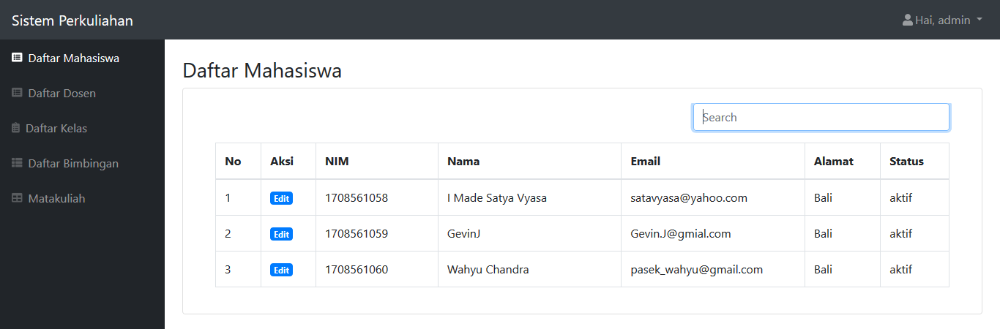 Sistem Perkuliahan
Hai, admin
Daftar Mahasiswa
Daftar Dosen
Daftar Kelas
Daftar Bimbingan
Matakuliah
Daftar Mahasiswa
Search
No Aksi NIM Nama Email Alamat Status
1 Edit 1708561058 I Made Satya Vyasa satavyasa@yahoo.com Bali aktif
2 Edit 1708561059 GevinJ Gevin.J@gmial.com Bali aktif
3 Edit 1708561060 Wahyu Chandra pasek_wahyu@gmail.com Bali aktif